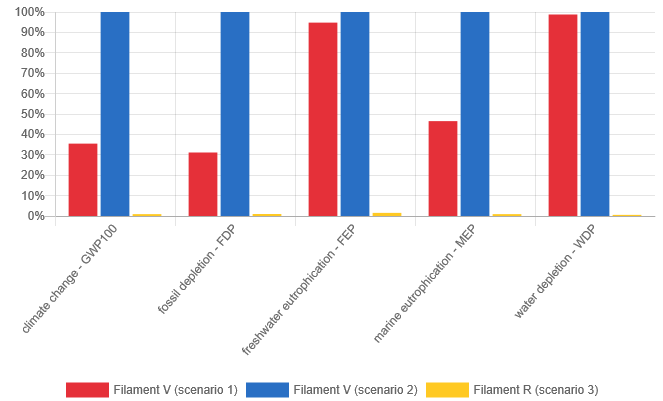 100%
90%
80%
70%
60%
50%
40%
30%
20%
10%
0%
climate change - GWP100
fossil depletion - FDP
freshwater eutrophication - FEP
marine eutrophication - MEP
water depletion - WDP
Filament V (scenario 1) Filament V (scenario 2) Filament R (scenario 3)